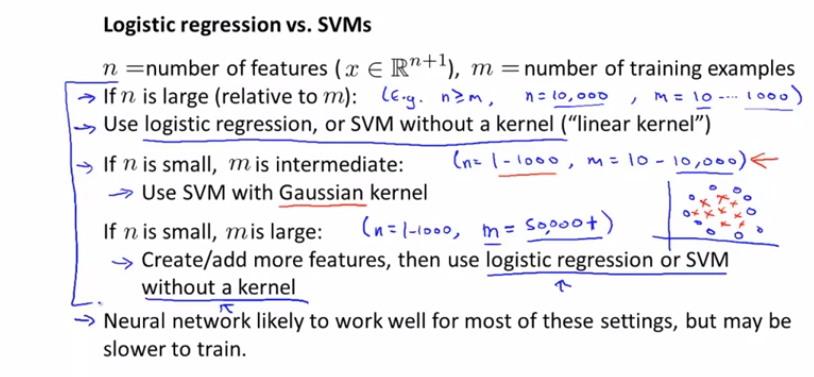 Logistic regression vs. SVMs
n =number of features (x ∈ ℝⁿ⁺¹), m = number of training examples
→ If n is large (relative to m): (E.g. n ≥ m, n = 10,000, m = 10 ---- 1000)
→ Use logistic regression, or SVM without a kernel (“linear kernel”)
→ If n is small, m is intermediate: (n = 1 - 1000, m = 10 - 10,000) ←
→ Use SVM with Gaussian kernel
If n is small, m is large: (n = 1-1000, m = 50,000+)
→ Create/add more features, then use logistic regression or SVM
without a kernel
→ Neural network likely to work well for most of these settings, but may be
slower to train.